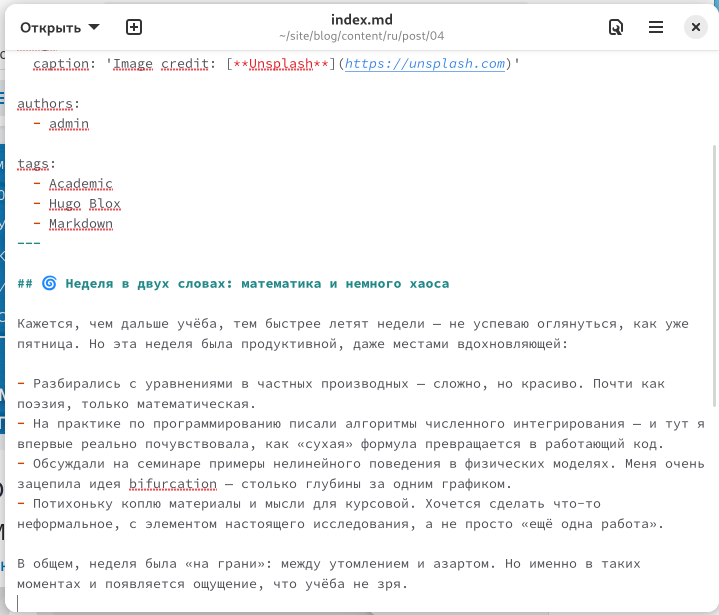 Открыть
index.md
~/site/blog/content/ru/post/04
caption: 'Image credit: [**Unsplash**](https://unsplash.com)'
authors:
- admin
tags:
- Academic
- Hugo Blox
- Markdown
---
## 🌀 Неделя в двух словах: математика и немного хаоса
Кажется, чем дальше учёба, тем быстрее летят недели — не успеваю оглянуться, как уже
пятница. Но эта неделя была продуктивной, даже местами вдохновляющей:
- Разбирались с уравнениями в частных производных — сложно, но красиво. Почти как
поэзия, только математическая.
- На практике по программированию писали алгоритмы численного интегрирования — и тут я
впервые реально почувствовала, как «сухая» формула превращается в работающий код.
- Обсуждали на семинаре примеры нелинейного поведения в физических моделях. Меня очень
зацепила идея bifurcation — столько глубины за одним графиком.
- Потихоньку коплю материалы и мысли для курсовой. Хочется сделать что-то
неформальное, с элементом настоящего исследования, а не просто «ещё одна работа».
В общем, неделя была «на грани»: между утомлением и азартом. Но именно в таких
моментах и появляется ощущение, что учёба не зря.